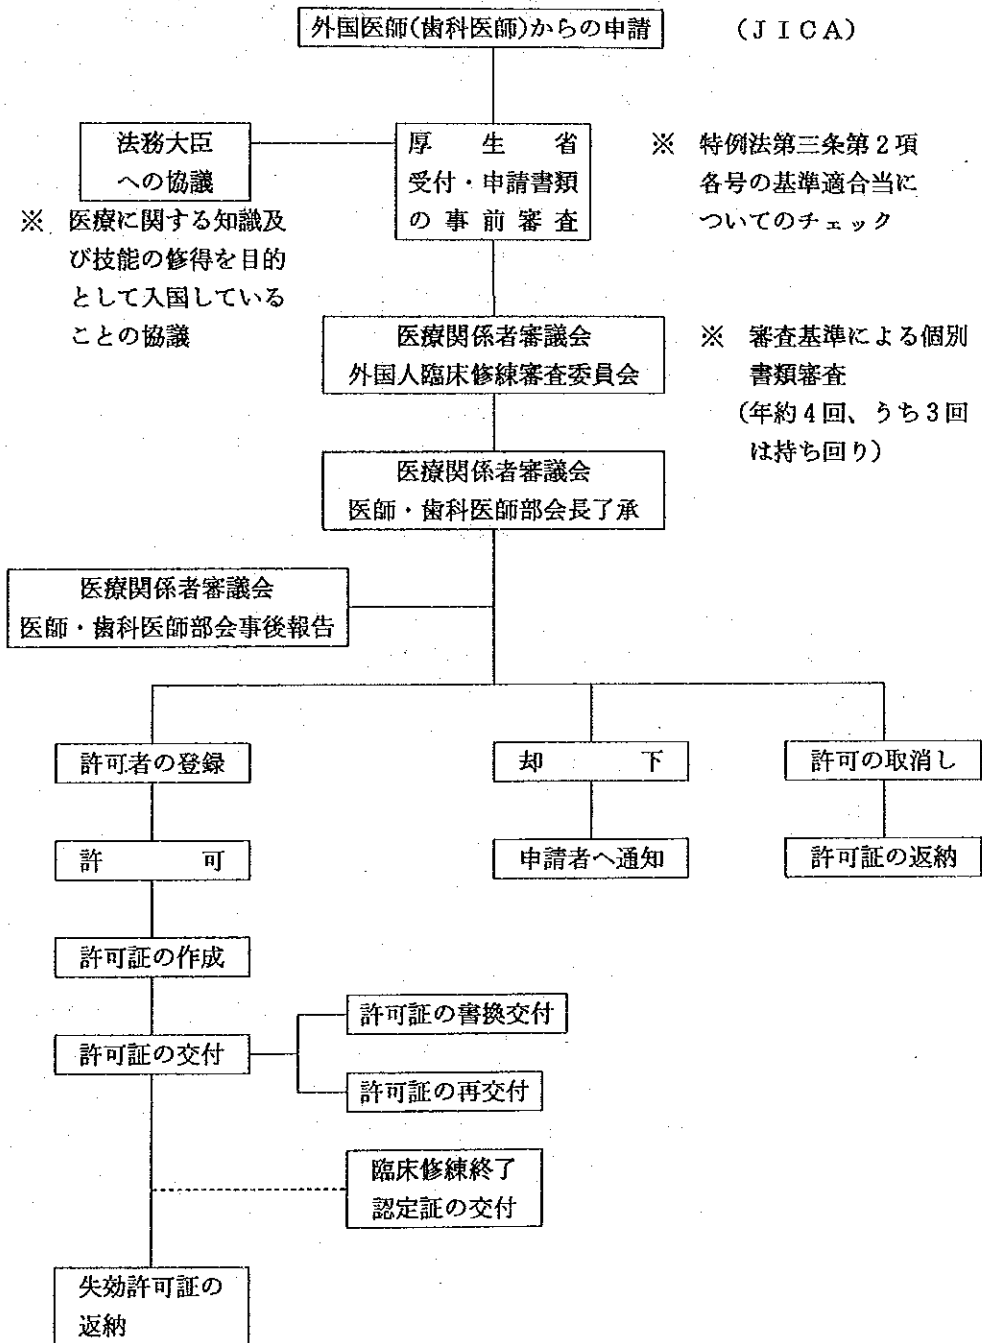 外国医師(歯科医師)からの申請
(JICA)
法務大臣
への協議
※ 医療に関する知識及
び技能の修得を目的
として入国している
ことの協議
厚生省
受付・申請書類
の事前審査
※ 特例法第三条第2項
各号の基準適合当に
ついてのチェック
医療関係者審議会
外国人臨床修練審査委員会
※ 審査基準による個別
書類審査
(年約4回、うち3回
は持ち回り)
医療関係者審議会
医師・歯科医師部会長了承
医療関係者審議会
医師・歯科医師部会事後報告
許可者の登録
却下
許可の取消し
許可
申請者へ通知
許可証の返納
許可証の作成
許可証の交付
許可証の書換交付
許可証の再交付
臨床修練終了
認定証の交付
失効許可証の
返納